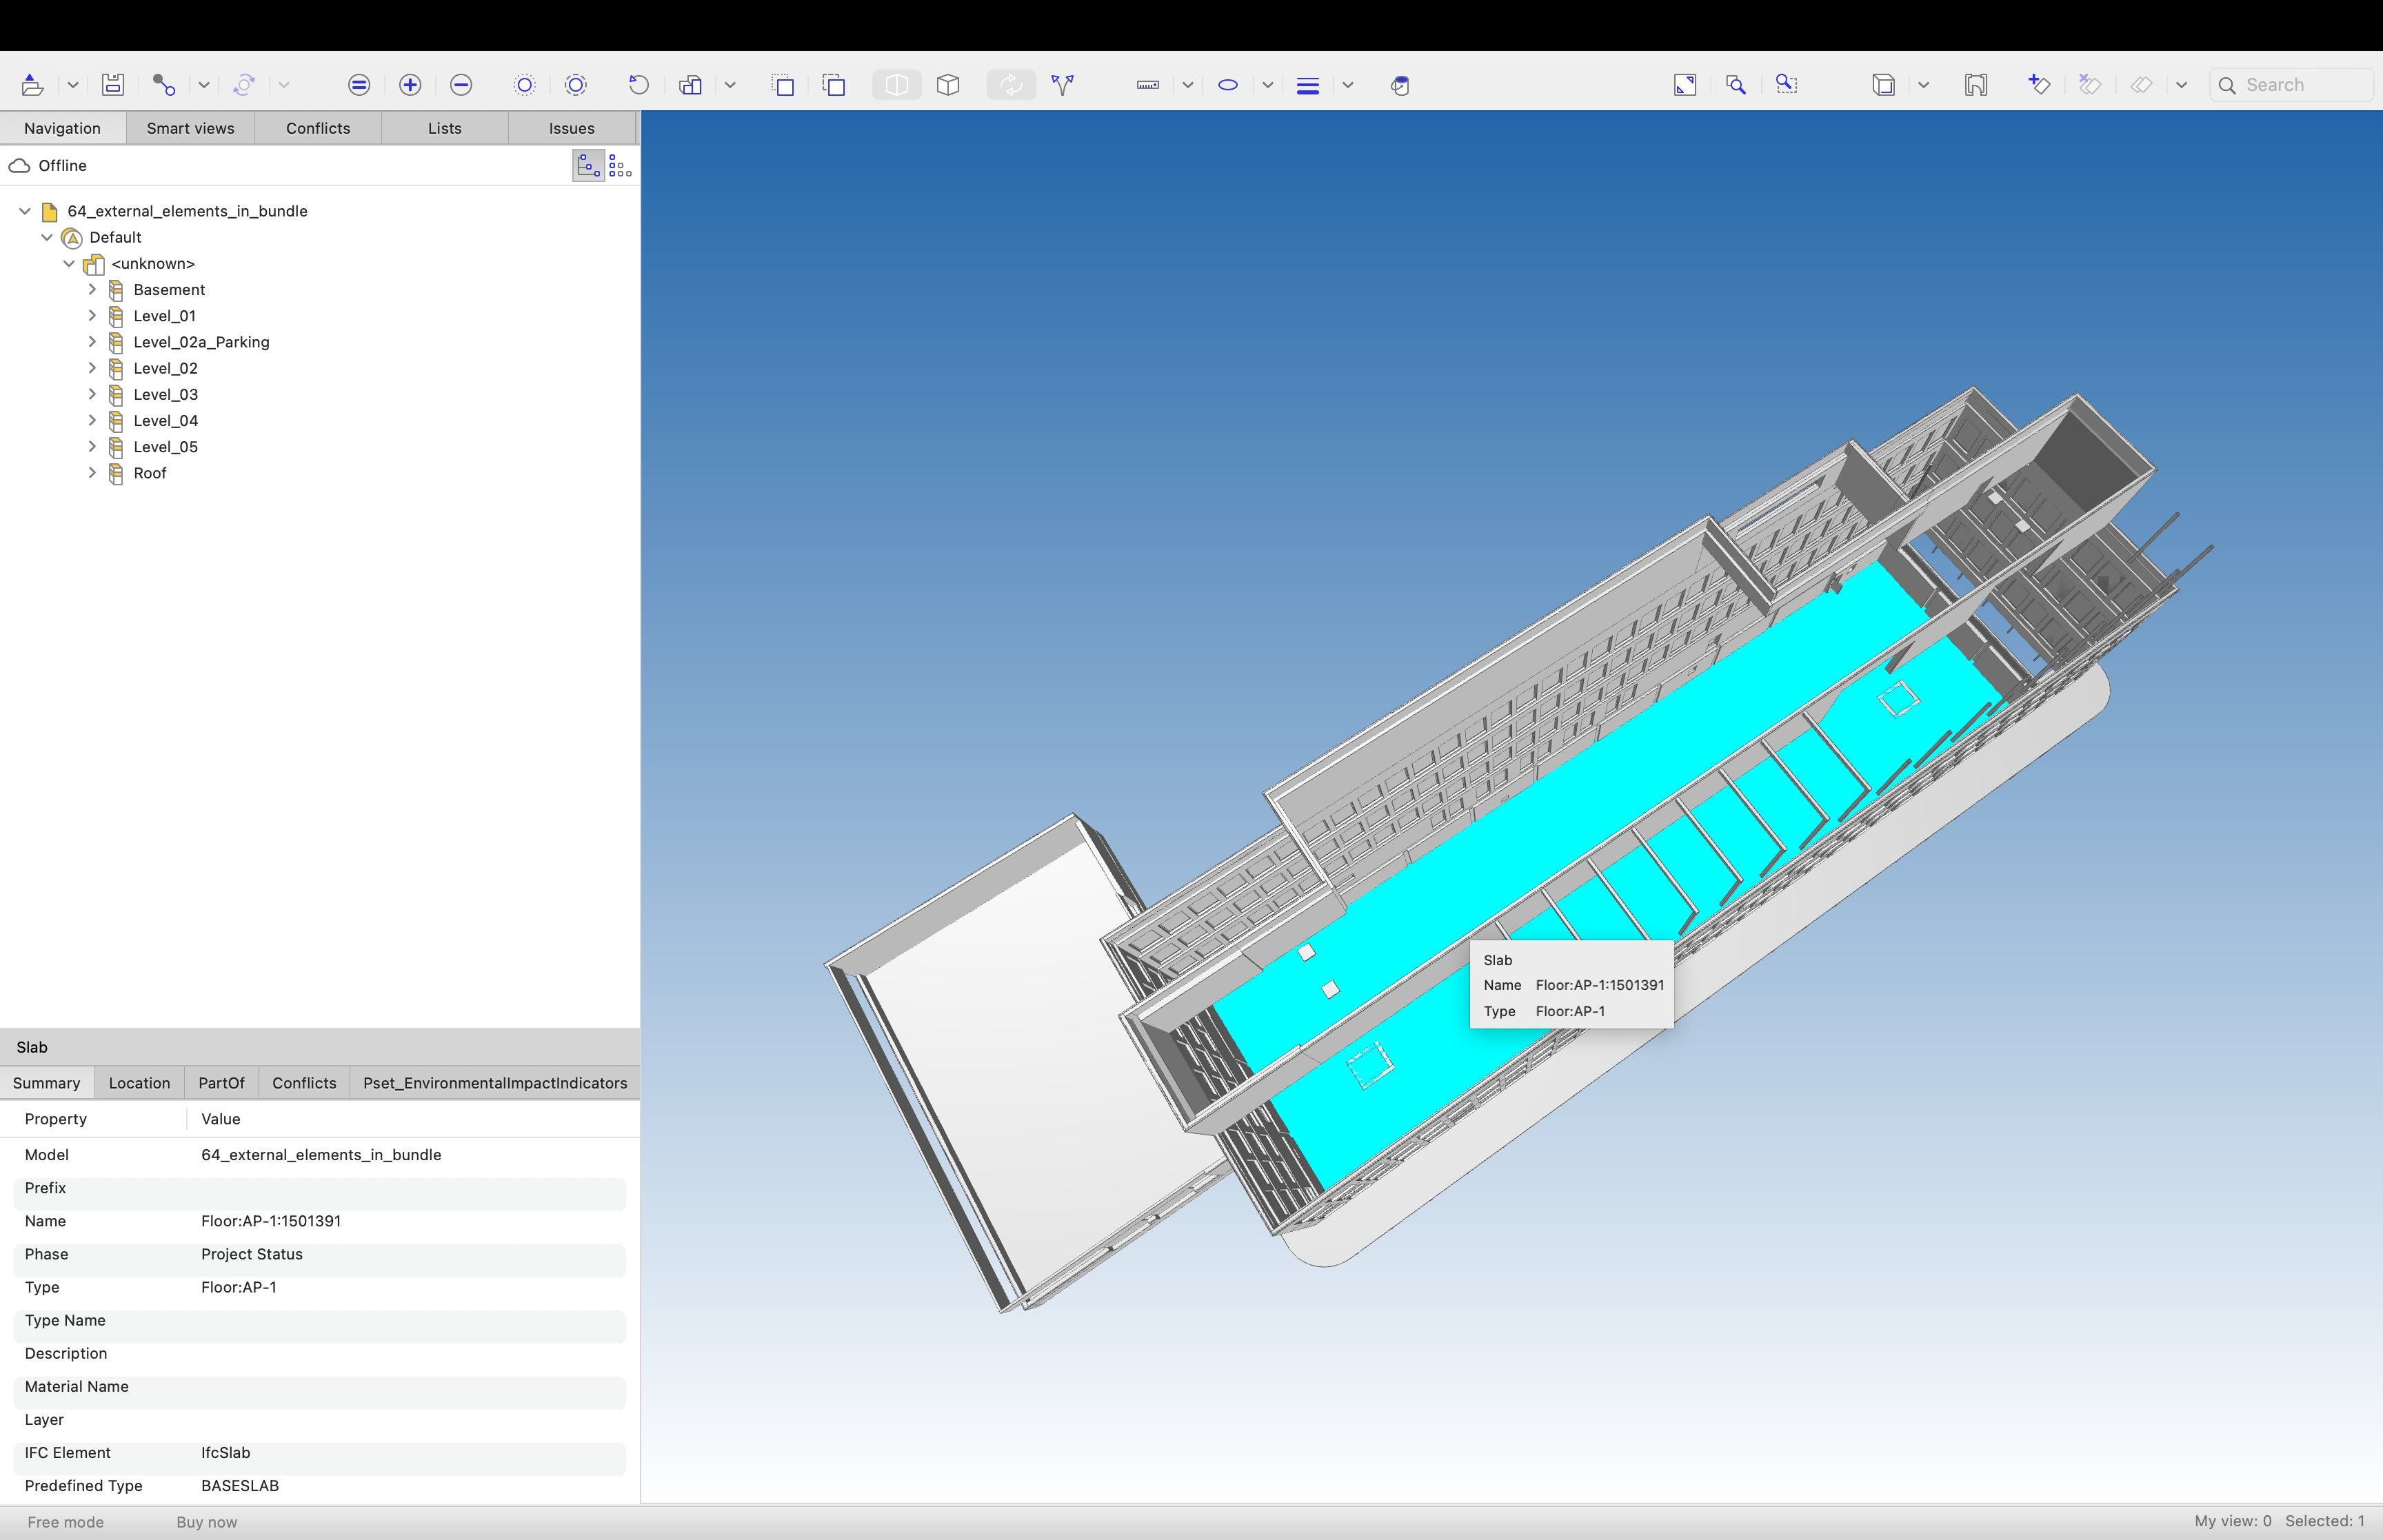 Search
Navigation Smart views Conflicts Lists Issues
Offline
64_external_elements_in_bundle
Default
<unknown>
Basement
Level_01
Level_02a_Parking
Level_02
Level_03
Level_04
Level_05
Roof
Slab
Name Floor:AP-1:1501391
Type Floor:AP-1
Slab
Summary Location PartOf Conflicts Pset_EnvironmentalImpactIndicators
Property Value
Model 64_external_elements_in_bundle
Prefix
Name Floor:AP-1:1501391
Phase Project Status
Type Floor:AP-1
Type Name
Description
Material Name
Layer
IFC Element IfcSlab
Predefined Type BASESLAB
Free mode Buy now My view: 0 Selected: 1